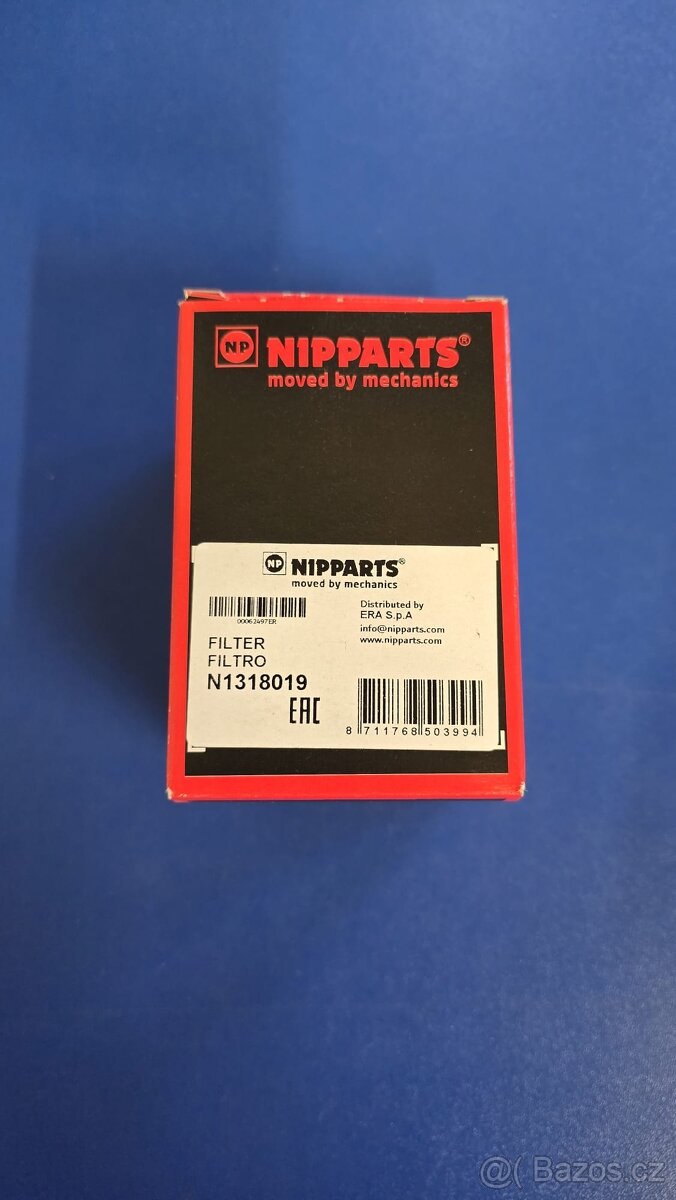 NP NIPPARTS®
moved by mechanics
NP NIPPARTS®
moved by mechanics
00062497ER
Distributed by
ERA S.p.A
info@nipparts.com
www.nipparts.com
FILTER
FILTRO
N1318019
EAC
8 711768 503994
@ Bazos.cz